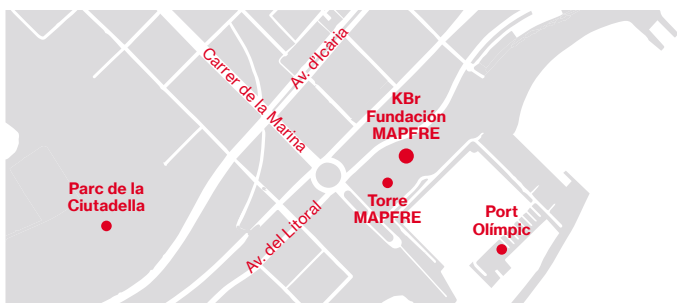 Carrer de la Marina
Av. d'Icària
KBr
Fundación
MAPFRE
Parc de la
Ciutadella
Torre
MAPFRE
Port
Olímpic
Av. del Litoral